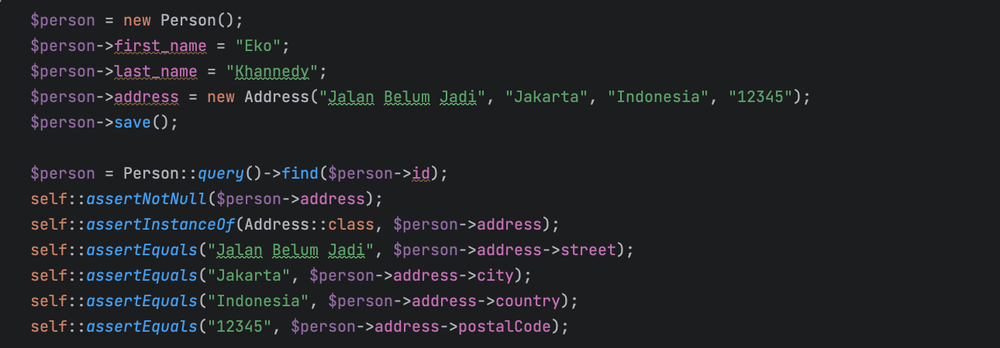 $person = new Person();
$person->first_name = "Eko";
$person->last_name = "Khannedy";
$person->address = new Address("Jalan Belum Jadi", "Jakarta", "Indonesia", "12345");
$person->save();
$person = Person::query()->find($person->id);
self::assertNotNull($person->address);
self::assertInstanceOf(Address::class, $person->address);
self::assertEquals("Jalan Belum Jadi", $person->address->street);
self::assertEquals("Jakarta", $person->address->city);
self::assertEquals("Indonesia", $person->address->country);
self::assertEquals("12345", $person->address->postalCode);